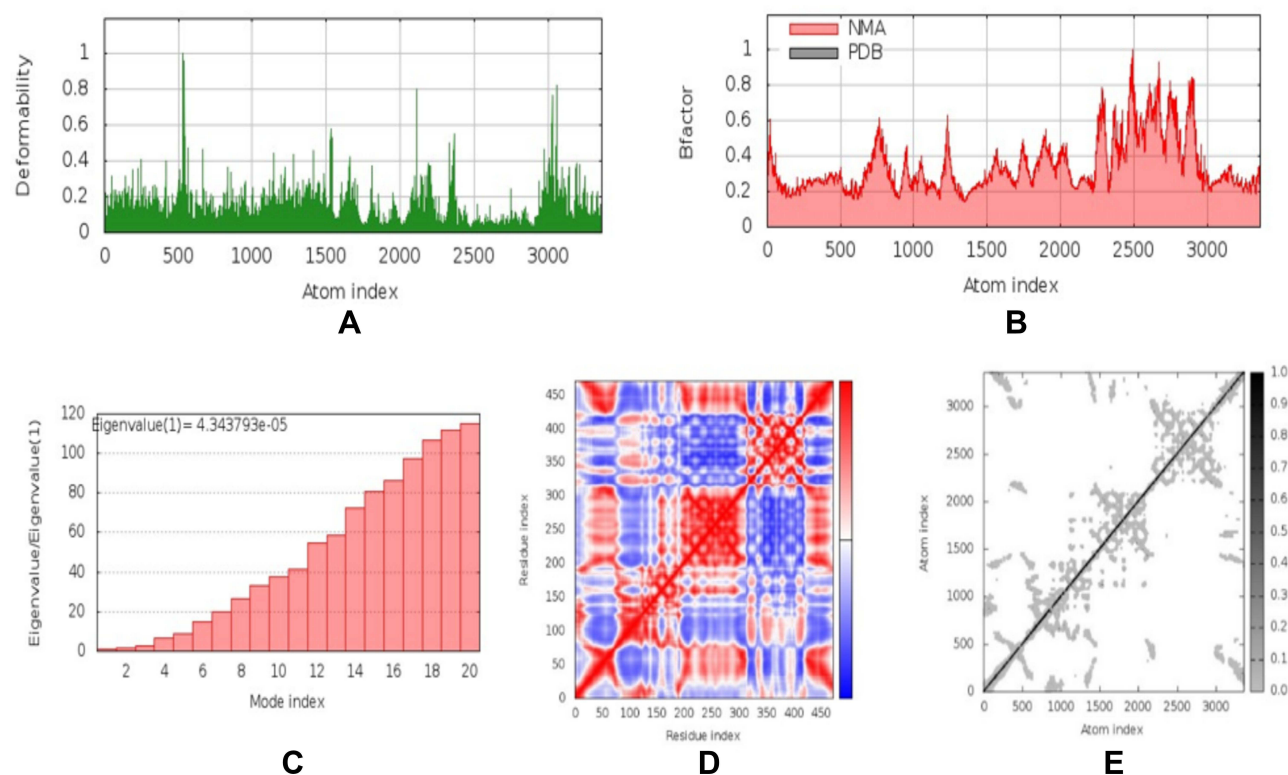 Deformability
1
0.8
0.6
0.4
0.2
0
0 500 1000 1500 2000 2500 3000
Atom index
A
NMA
PDB
Bfactor
1
0.8
0.6
0.4
0.2
0
0 500 1000 1500 2000 2500 3000
Atom index
B
Eigenvalue/Eigenvalue(1)
120
Eigenvalue(1)= 4.343793e-05
100
80
60
40
20
0
2 4 6 8 10 12 14 16 18 20
Mode index
C
Residue index
450
400
350
300
250
200
150
100
50
0
0 50 100 150 200 250 300 350 400 450
Residue index
D
Atom index
3000
2500
2000
1500
1000
500
0
0 500 1000 1500 2000 2500 3000
Atom index
1.0
0.9
0.8
0.7
0.6
0.5
0.4
0.3
0.2
0.1
0.0
E